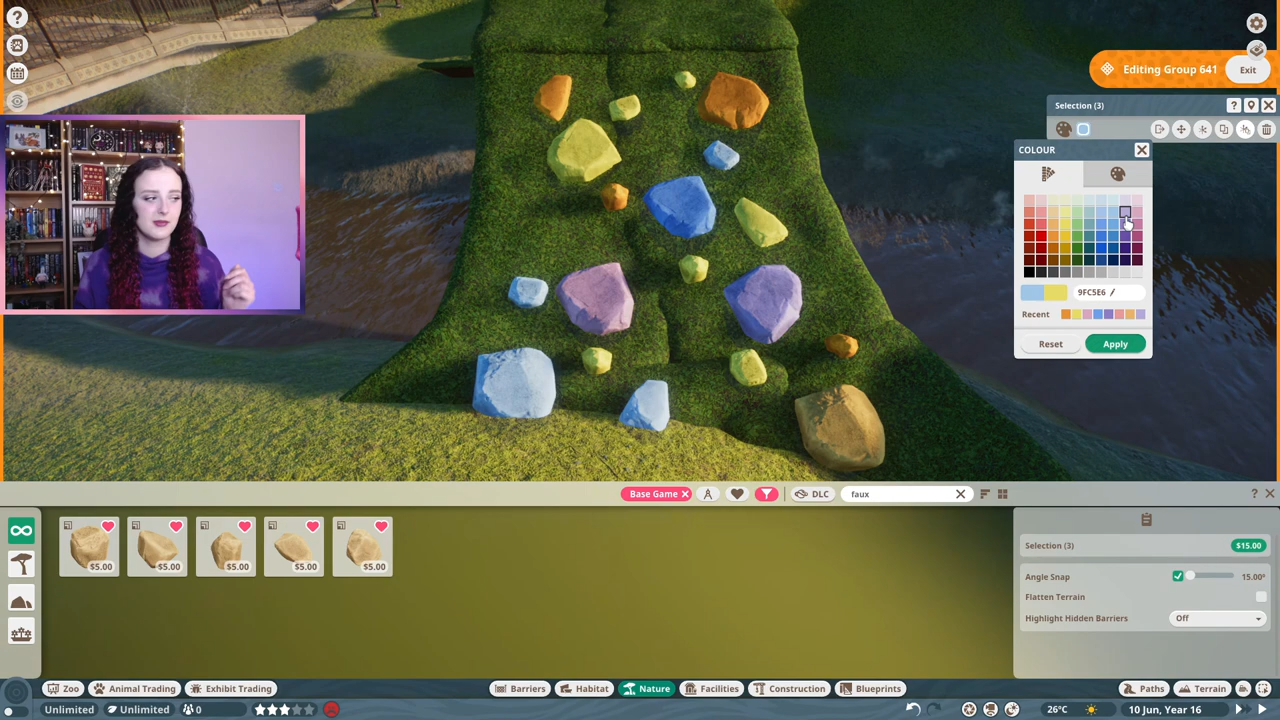 ?
Editing Group 641
Exit
Selection (3)
?
COLOUR
9FC5E6
Recent
Reset
Apply
Base Game
DLC
faux
?
$5.00
$5.00
$5.00
$5.00
$5.00
Selection (3)
$15.00
Angle Snap
15.00°
Flatten Terrain
Highlight Hidden Barriers
Off
Zoo
Animal Trading
Exhibit Trading
Barriers
Habitat
Nature
Facilities
Construction
Blueprints
Paths
Terrain
Unlimited
Unlimited
0
26°C
10 Jun, Year 16